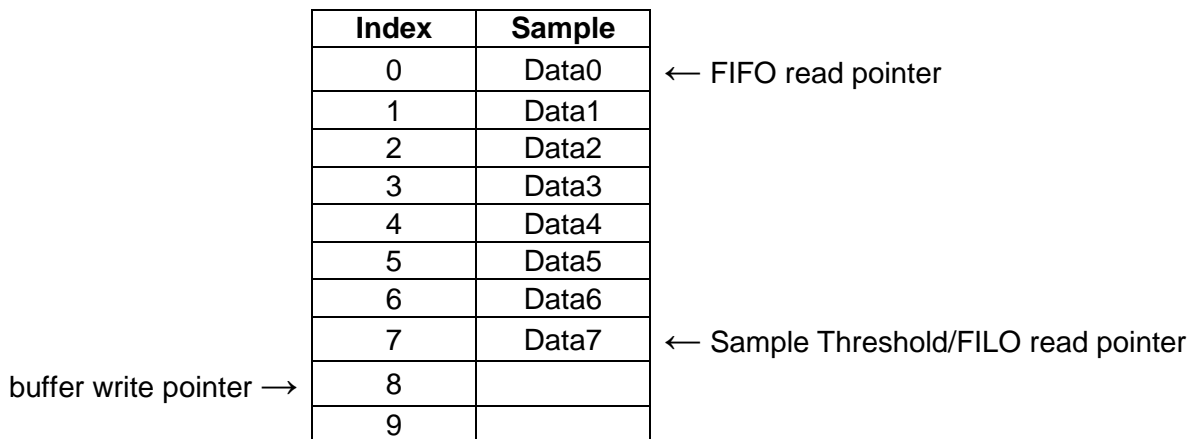 Index Sample
0 Data0 ← FIFO read pointer
1 Data1
2 Data2
3 Data3
4 Data4
5 Data5
6 Data6
7 Data7 ← Sample Threshold/FILO read pointer
buffer write pointer → 8
9